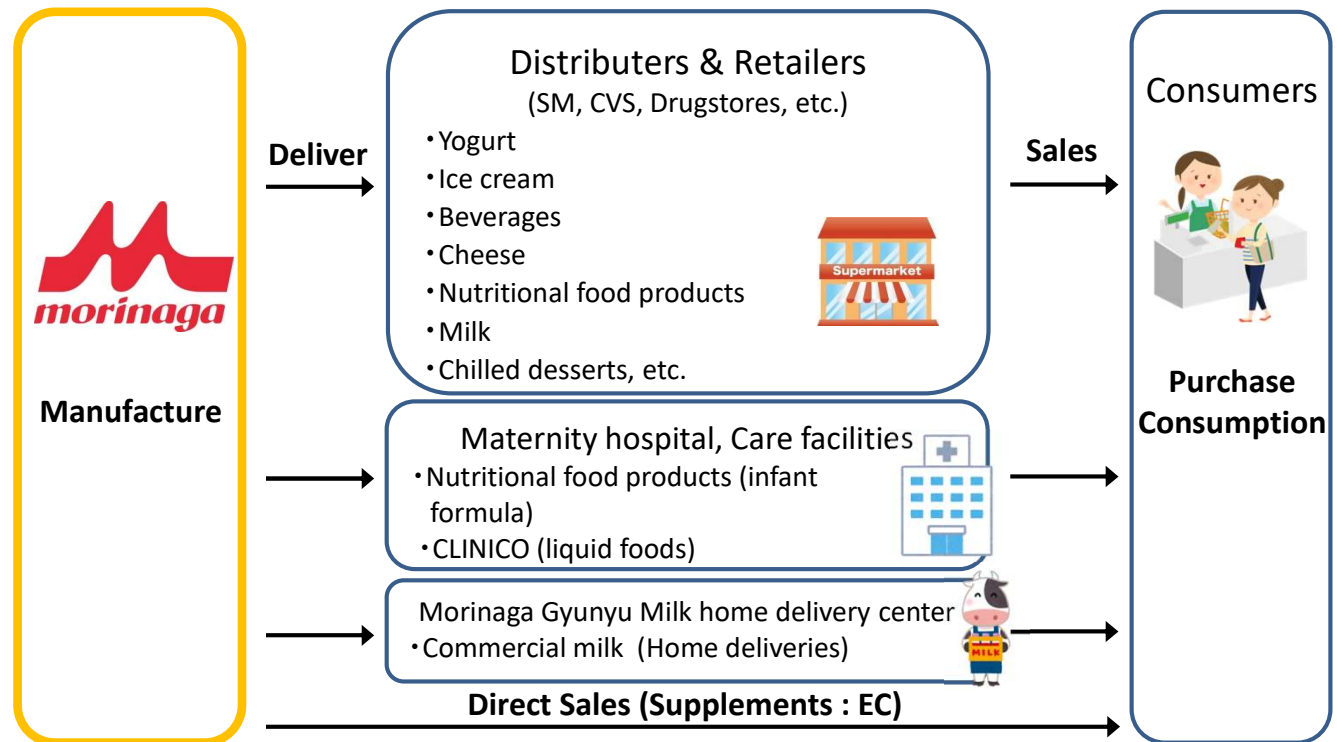 morinaga
Manufacture
Deliver
Distributers & Retailers
(SM, CVS, Drugstores, etc.)
・Yogurt
・Ice cream
・Beverages
・Cheese
・Nutritional food products
・Milk
・Chilled desserts, etc.
Supermarket
Sales
Consumers
Purchase
Consumption
Maternity hospital, Care facilities
・Nutritional food products (infant
formula)
・CLINICO (liquid foods)
Morinaga Gyunyu Milk home delivery center
・Commercial milk (Home deliveries)
MILK
Direct Sales (Supplements : EC)